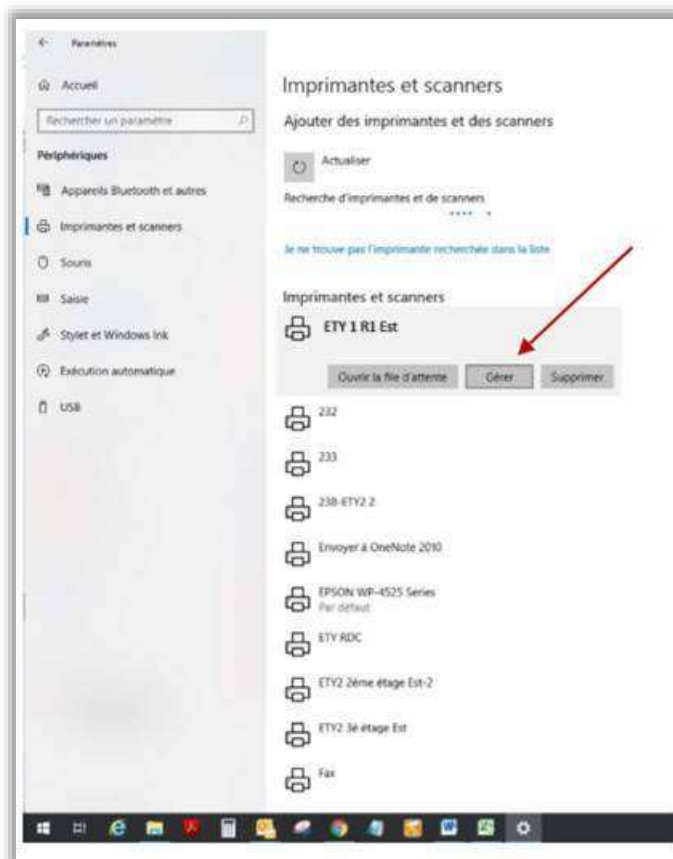 Paramètres
Accueil
Rechercher un paramètre
Périphériques
Appareils Bluetooth et autres
Imprimantes et scanners
Souris
Saisie
Stylet et Windows Ink
Exécution automatique
USB
Imprimantes et scanners
Ajouter des imprimantes et des scanners
Actualiser
Recherche d'imprimantes et de scanners
Je ne trouve pas l'imprimante recherchée dans la liste
Imprimantes et scanners
ETY 1 R1 Est
Ouvrir la file d'attente Gérer Supprimer
232
233
23B-ETY2 2
Envoyer à OneNote 2010
EPSON WP-4525 Series
Par défaut
ETY RDC
ETY2 2ème étage Est-2
ETY2 3è étage Est
Fax